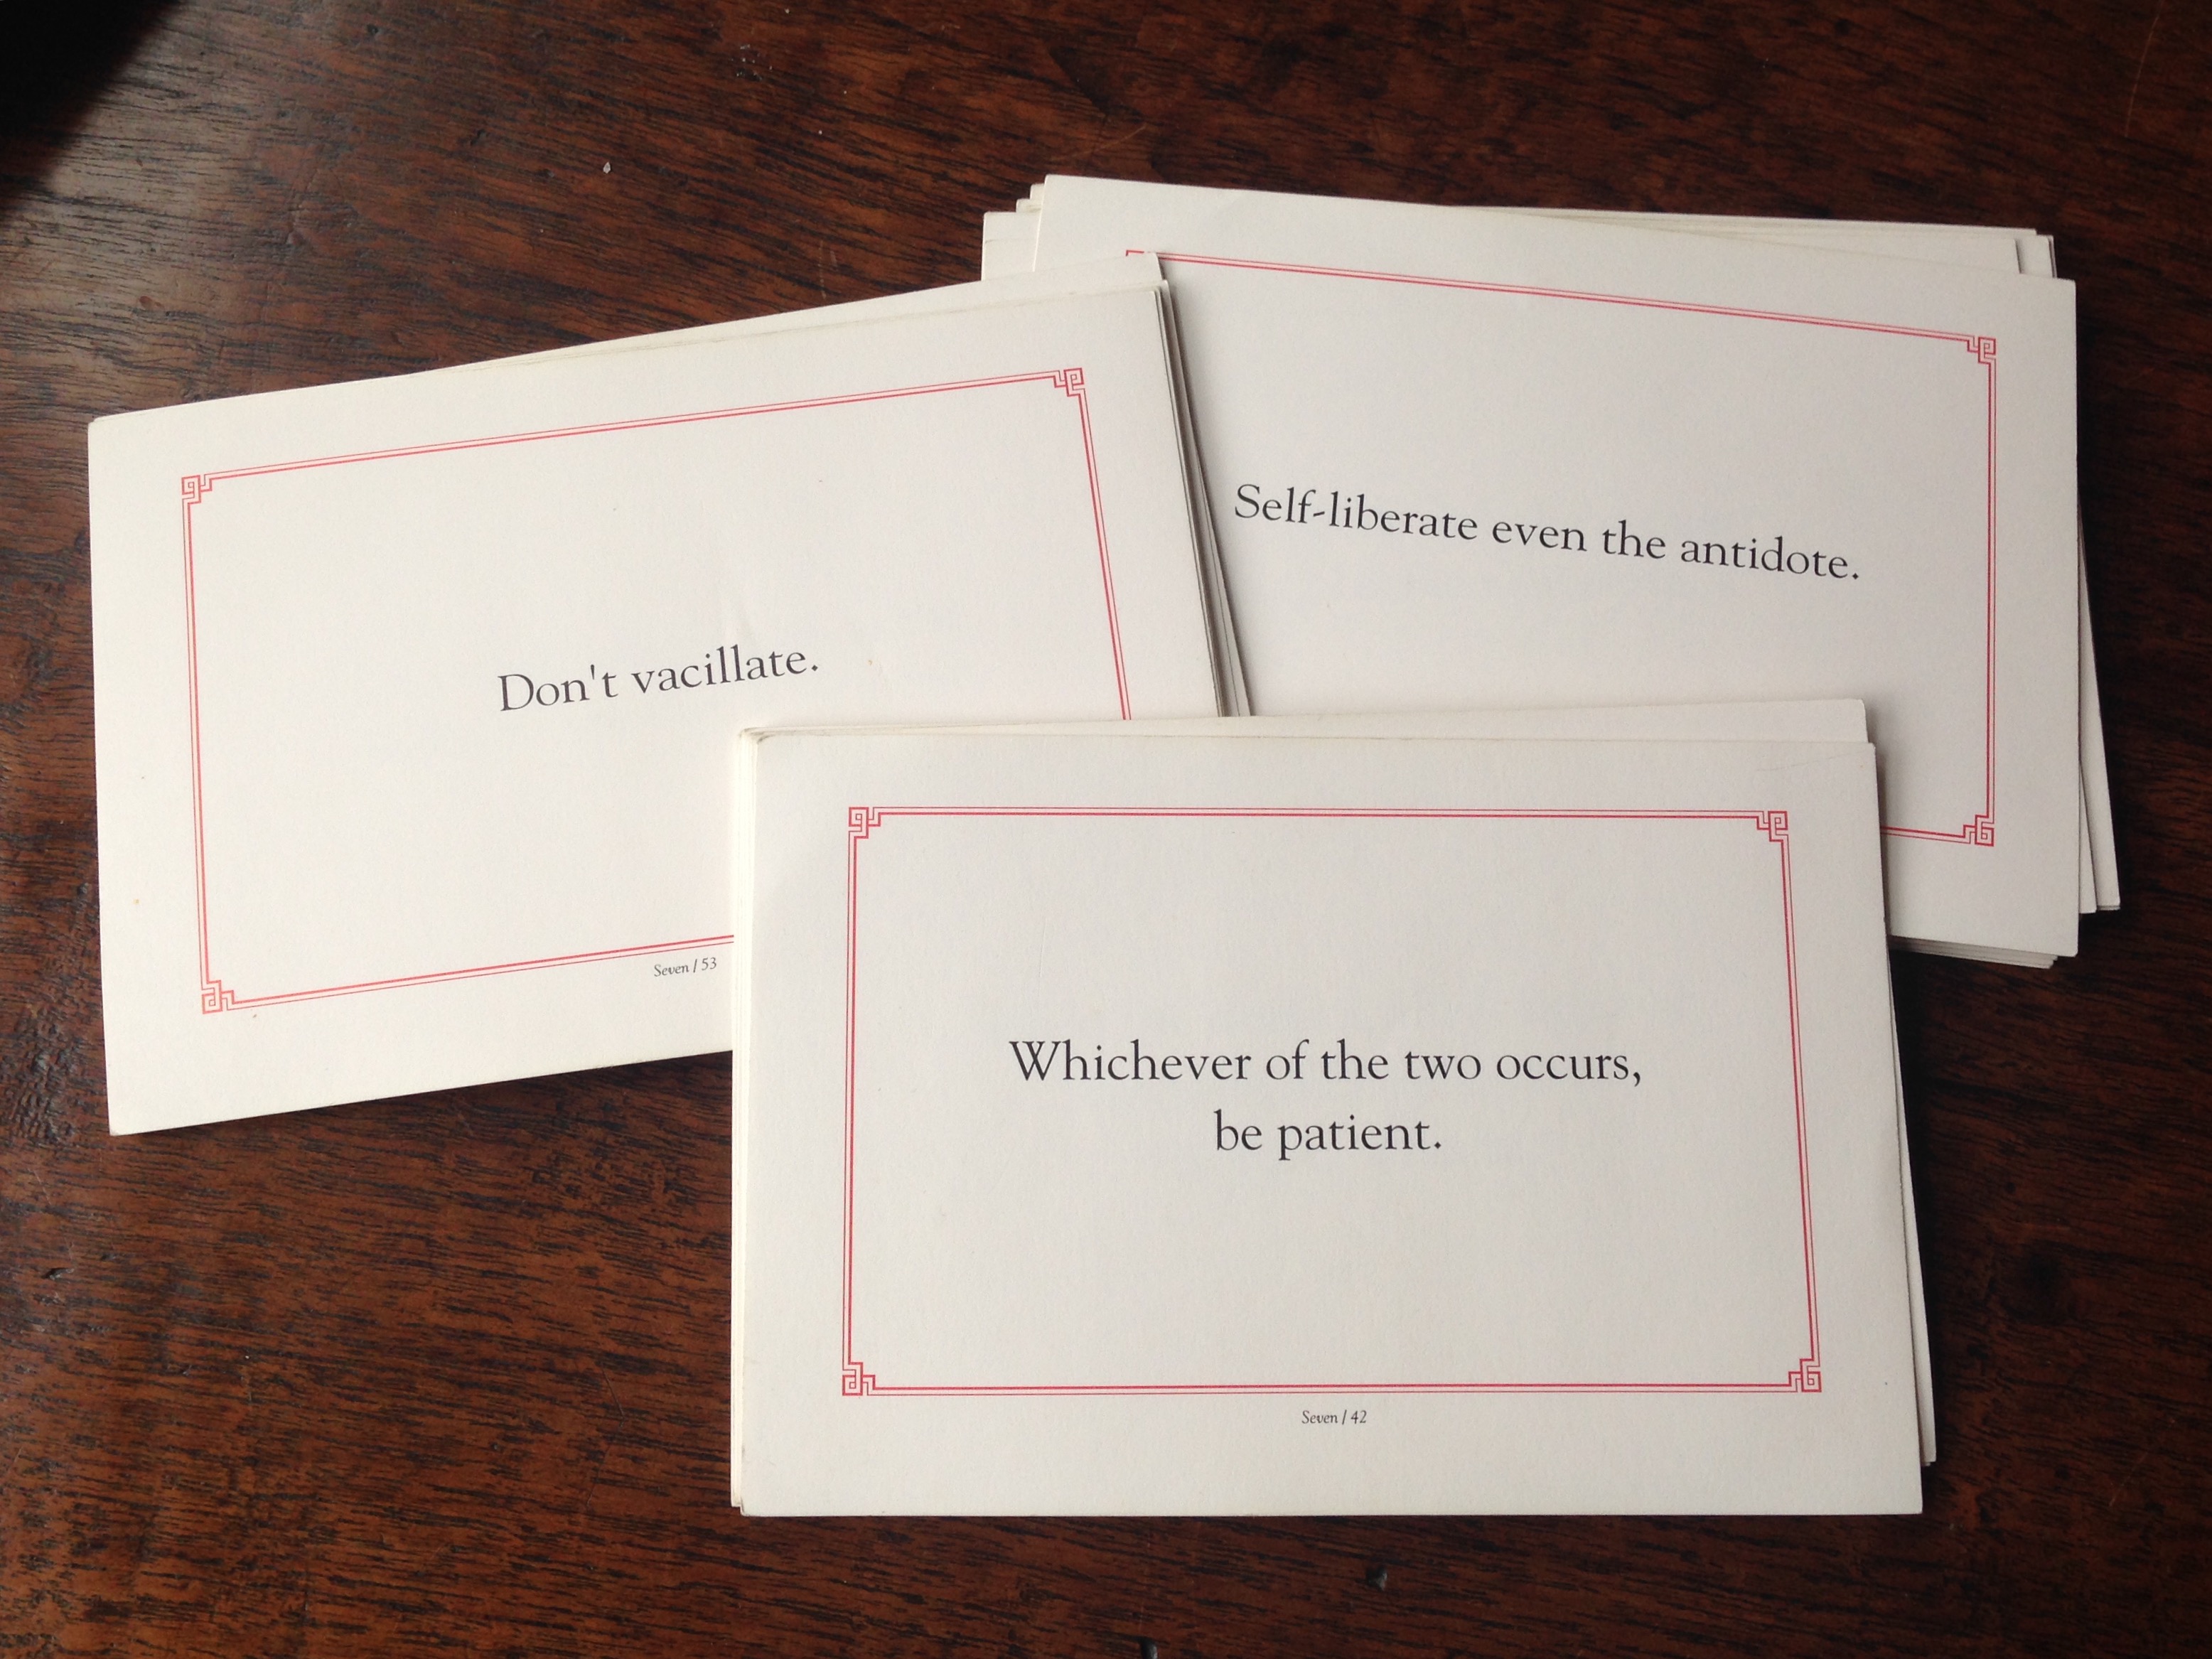 Self-liberate even the antidote.
Don't vacillate.
Seven / 53
Whichever of the two occurs,
be patient.
Seven / 42